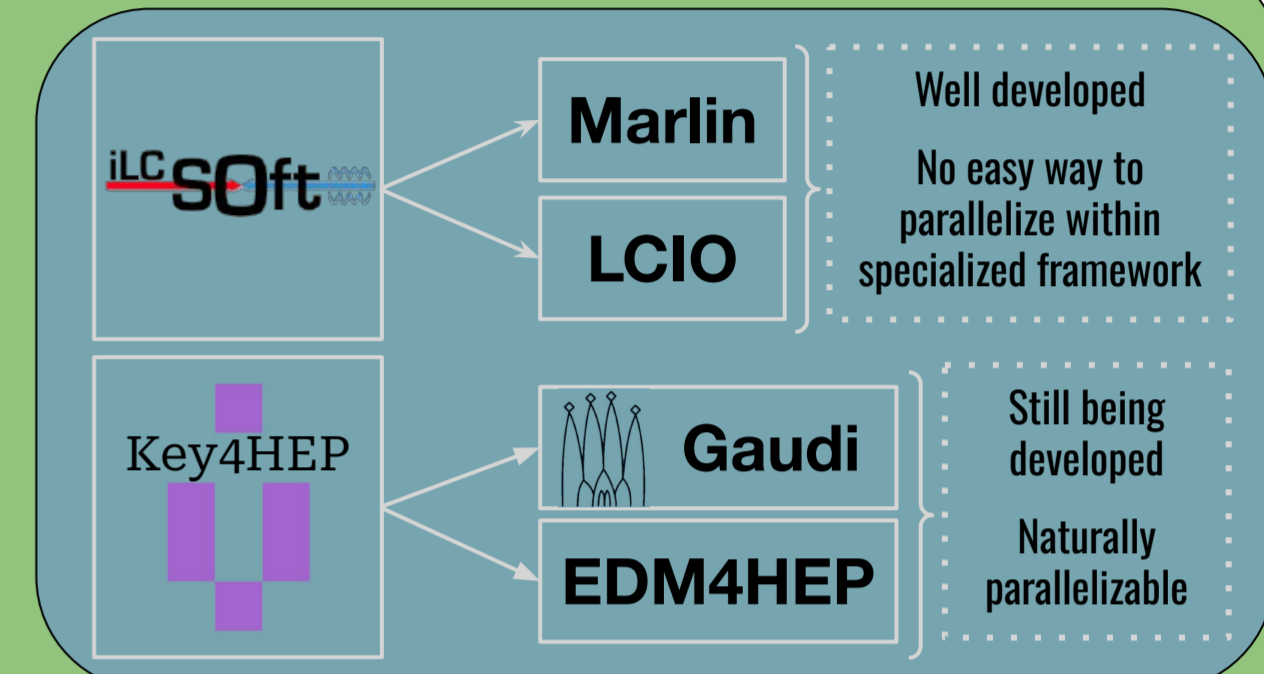 iLC SOft
Marlin
LCIO
Well developed
No easy way to
parallelize within
specialized framework
Key4HEP
Gaudi
EDM4HEP
Still being
developed
Naturally
parallelizable